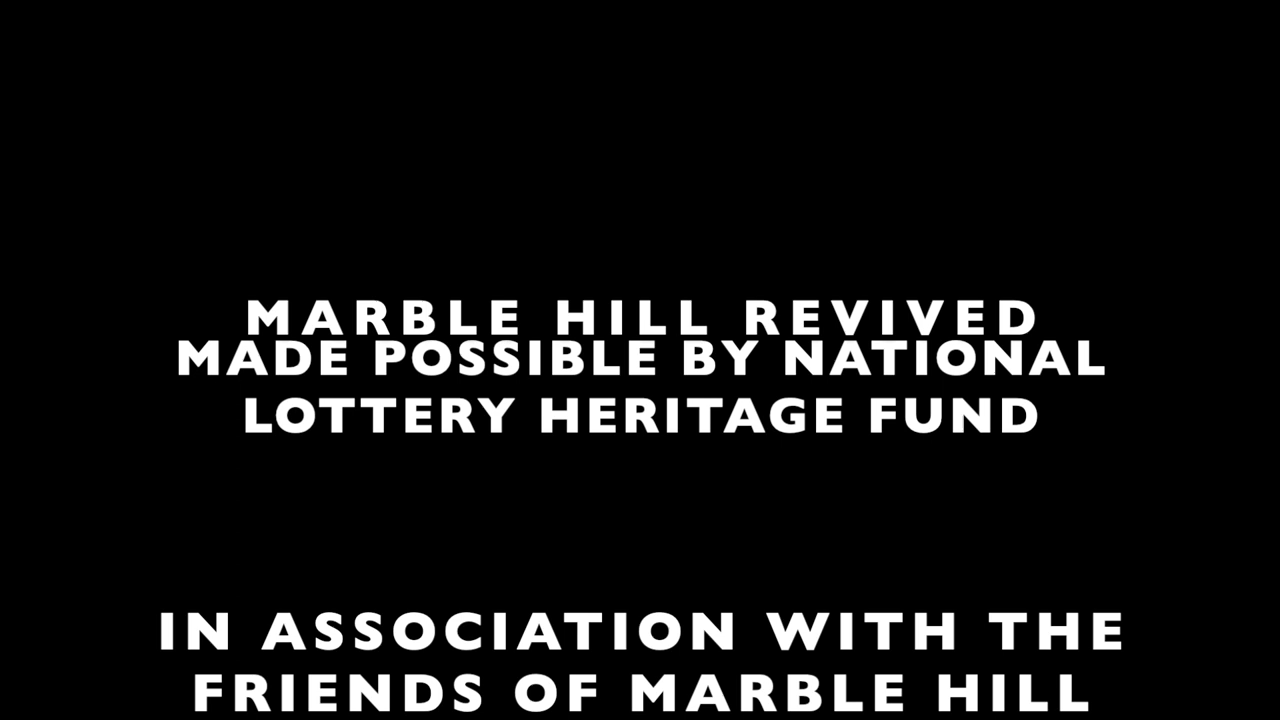 MARBLE HILL REVIVED
MADE POSSIBLE BY NATIONAL
LOTTERY HERITAGE FUND
IN ASSOCIATION WITH THE
FRIENDS OF MARBLE HILL